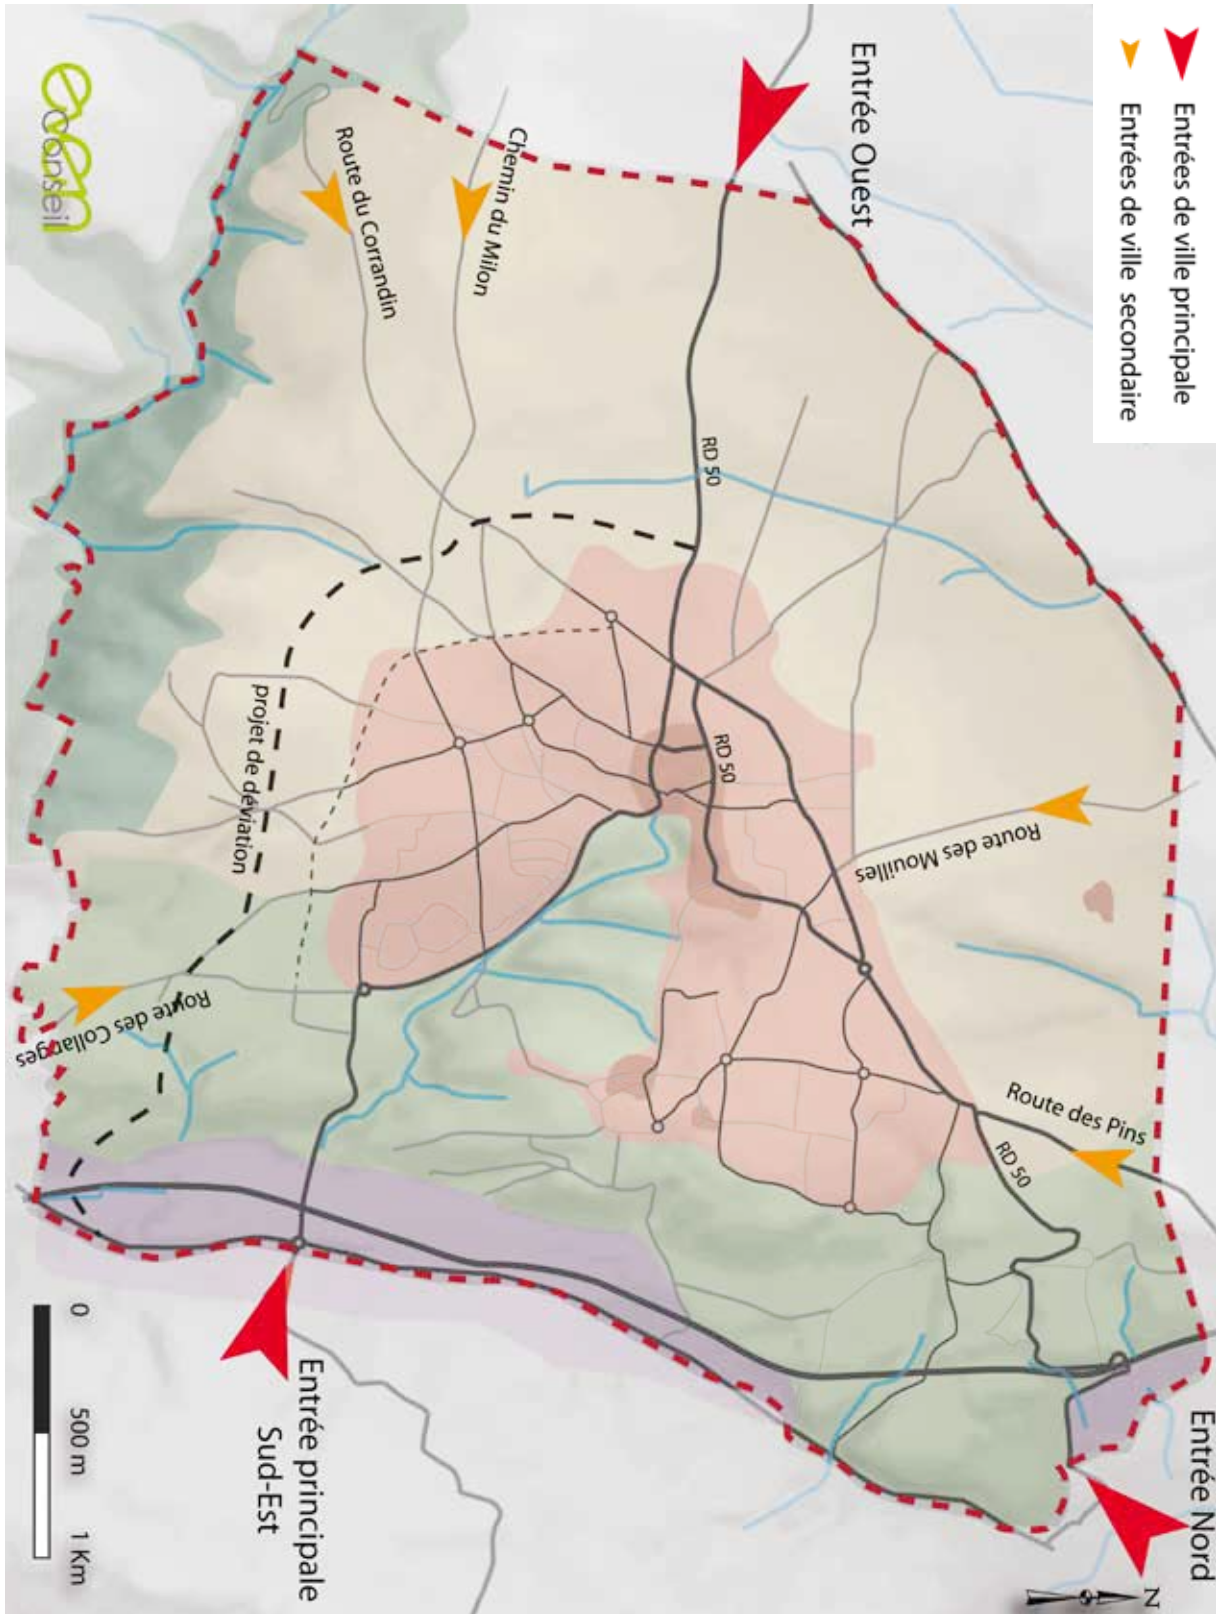 Entrées de ville principale
Entrées de ville secondaire
Entrée Ouest
Chemin du Milon
Route du Corrandin
even
Conseil
RD 50
RD 50
projet de déviation
Route des Mouilles
Route des Collanges
Route des Pins
RD 50
Entrée Nord
Entrée principale
Sud-Est
0
500 m
1 Km
N